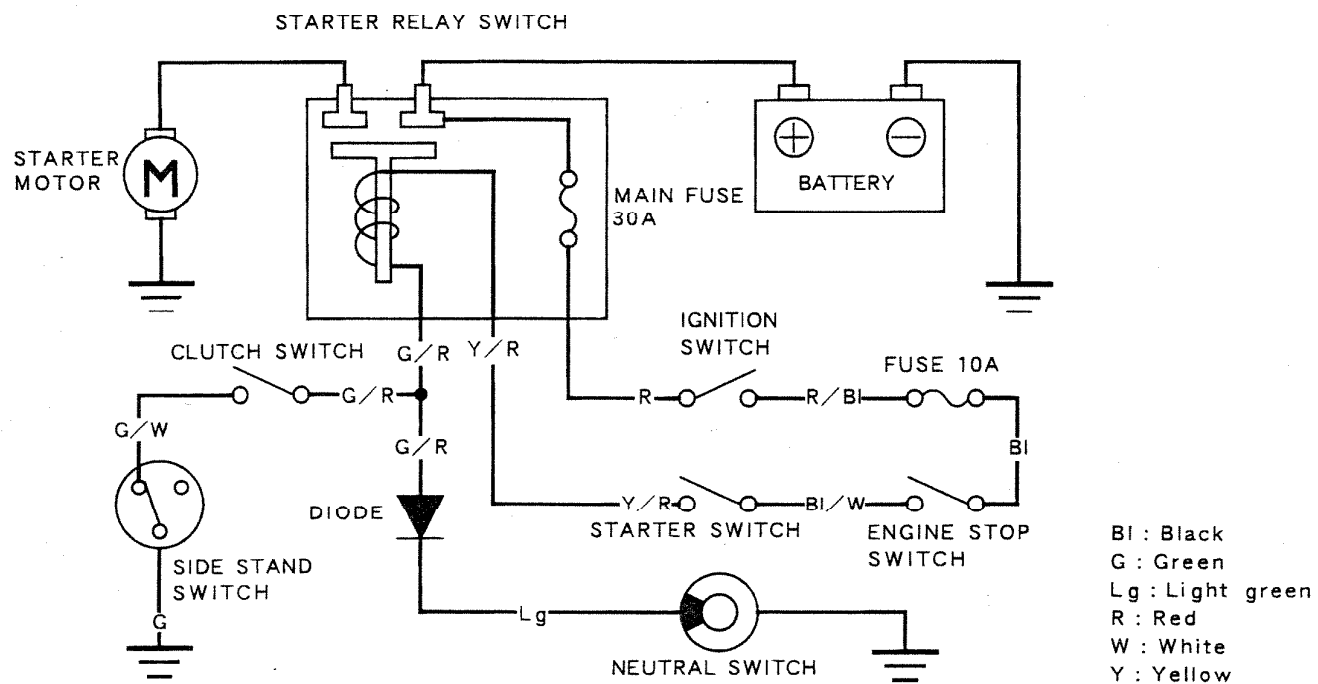 STARTER RELAY SWITCH
STARTER
MOTOR
M
MAIN FUSE
30A
+
−
BATTERY
IGNITION
SWITCH
CLUTCH SWITCH
G/R
Y/R
FUSE 10A
G/R
R
R/Bl
G/W
G/R
Bl
DIODE
Y/R
Bl/W
STARTER SWITCH
ENGINE STOP
SWITCH
SIDE STAND
SWITCH
G
Lg
NEUTRAL SWITCH
Bl : Black
G : Green
Lg : Light green
R : Red
W : White
Y : Yellow